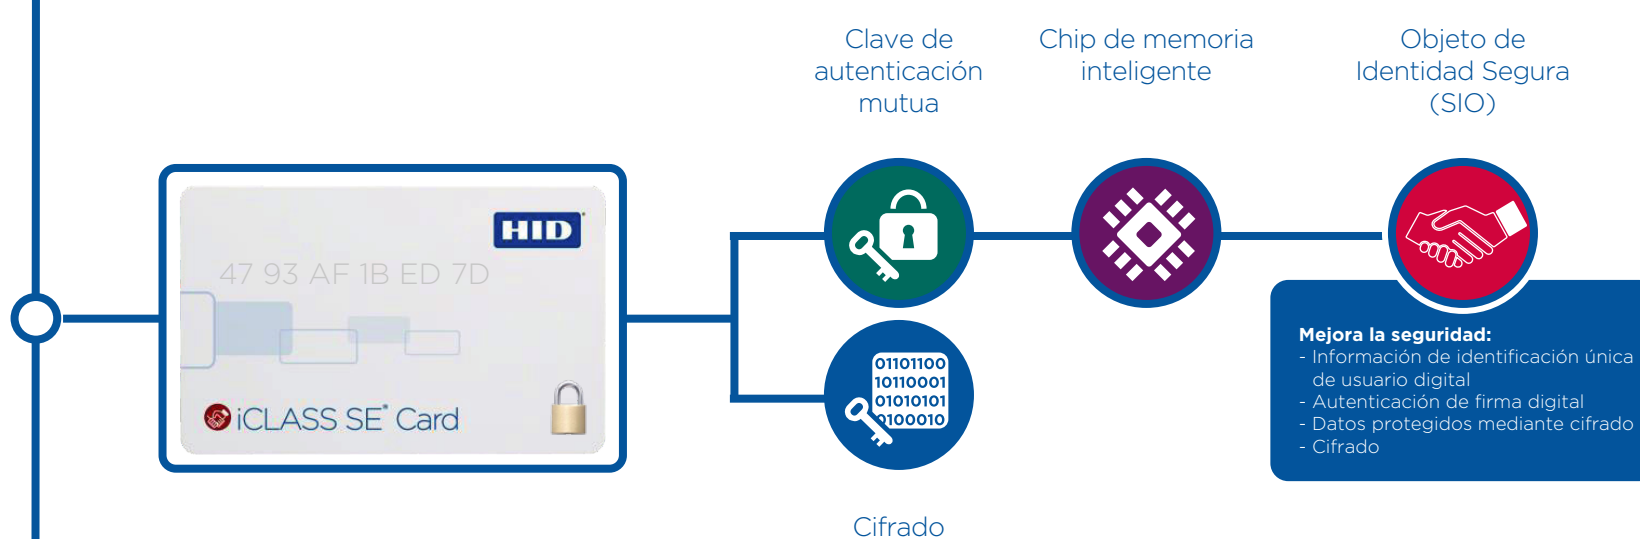 Clave de
autenticación
mutua
Chip de memoria
inteligente
Objeto de
Identidad Segura
(SIO)
HID
47 93 AF 1B ED 7D
iCLASS SE® Card
01101100
10110001
01010101
0100010
Cifrado
Mejora la seguridad:
- Información de identificación única
de usuario digital
- Autenticación de firma digital
- Datos protegidos mediante cifrado
- Cifrado